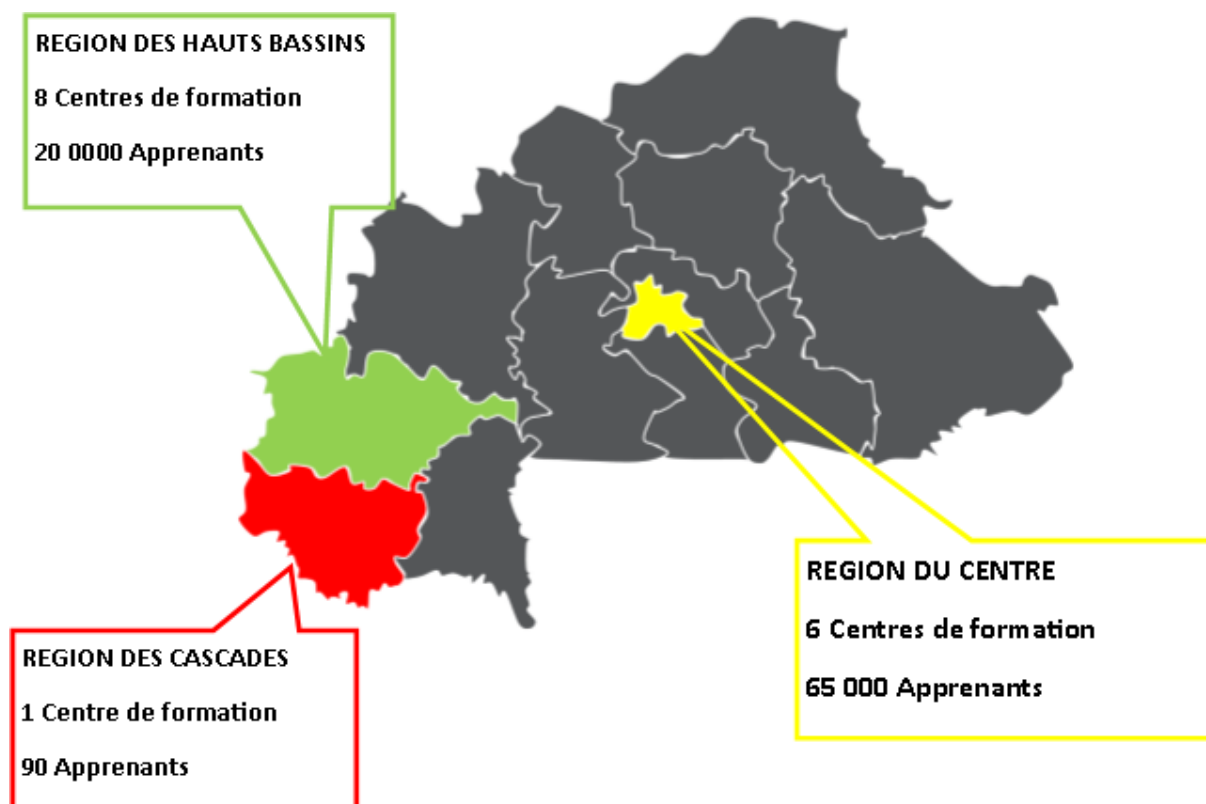 REGION DES HAUTS BASSINS
8 Centres de formation
20 0000 Apprenants
REGION DU CENTRE
6 Centres de formation
65 000 Apprenants
REGION DES CASCADES
1 Centre de formation
90 Apprenants